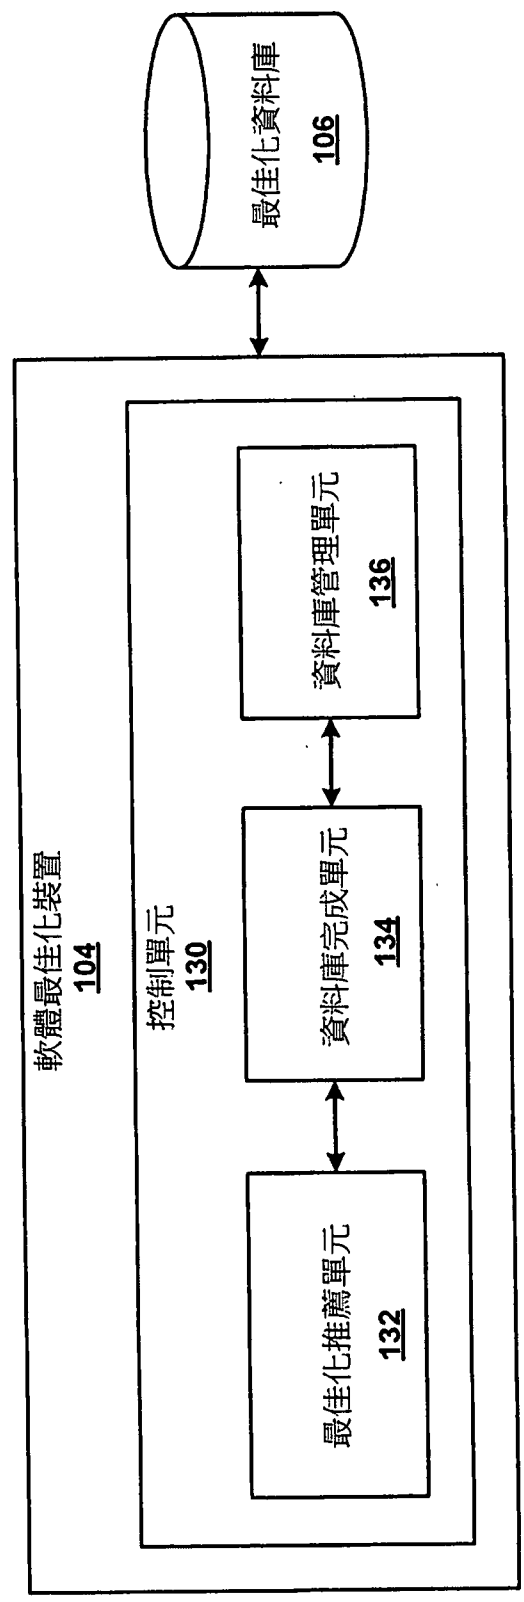 軟體最佳化裝置
104
控制單元
130
最佳化推薦單元
132
資料庫完成單元
134
資料庫管理單元
136
最佳化資料庫
106